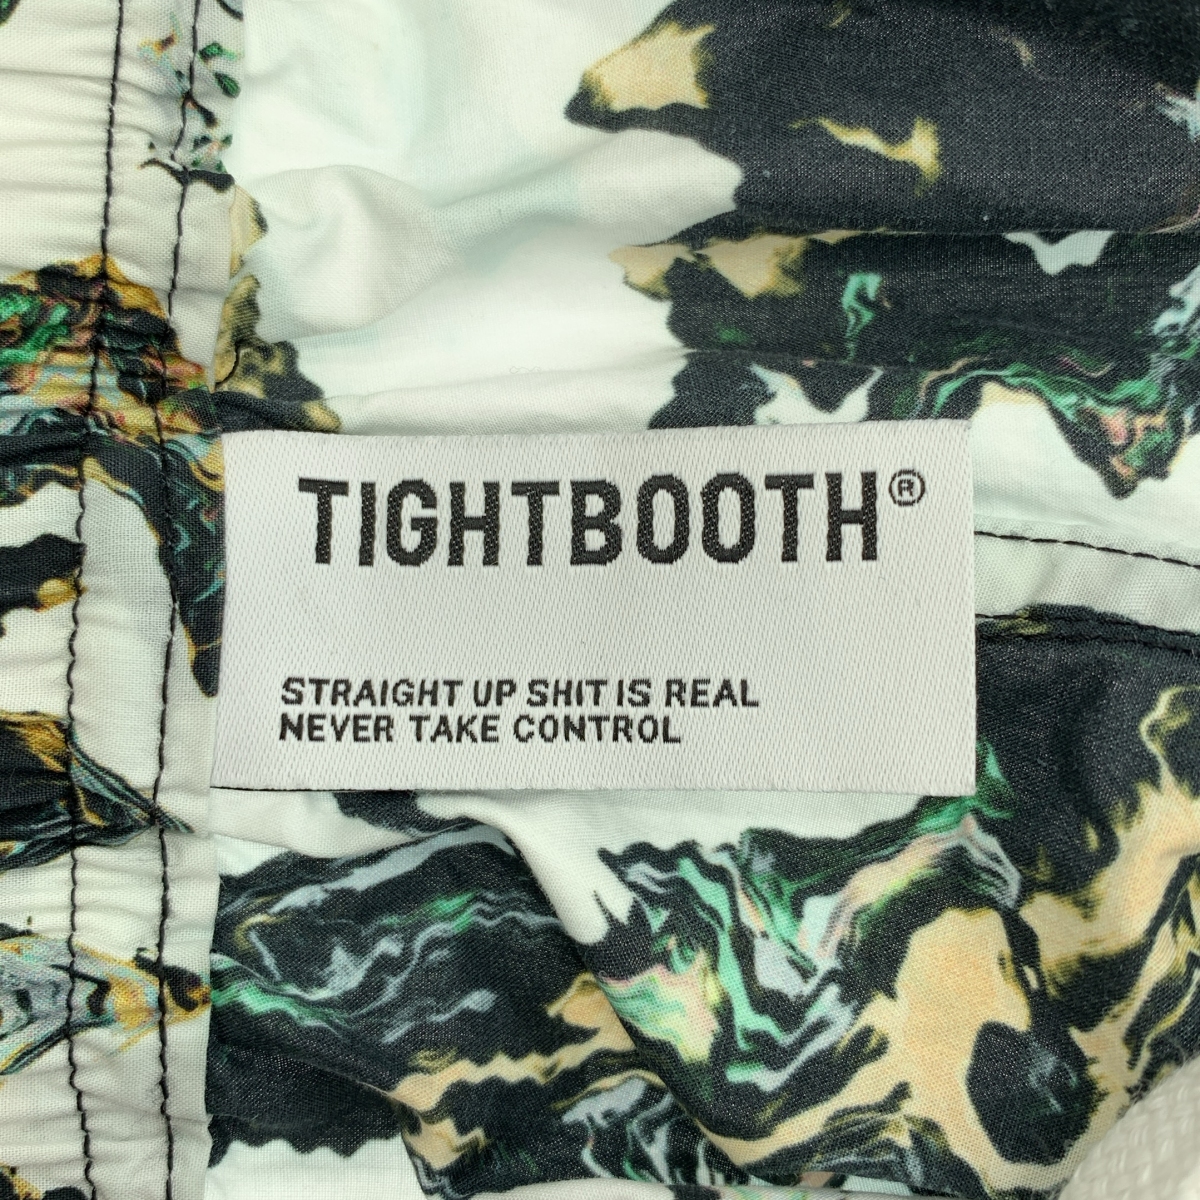 TIGHTBOOTH®
STRAIGHT UP SHIT IS REAL
NEVER TAKE CONTROL